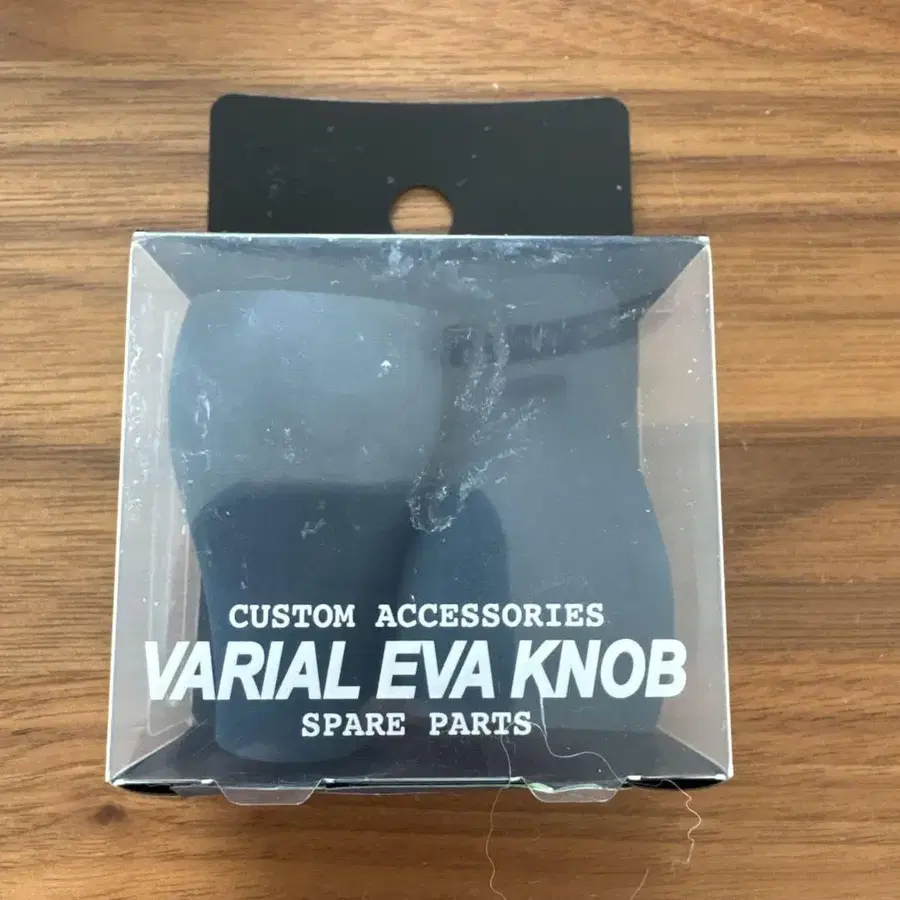 CUSTOM ACCESSORIES
VARIAL EVA KNOB
SPARE PARTS